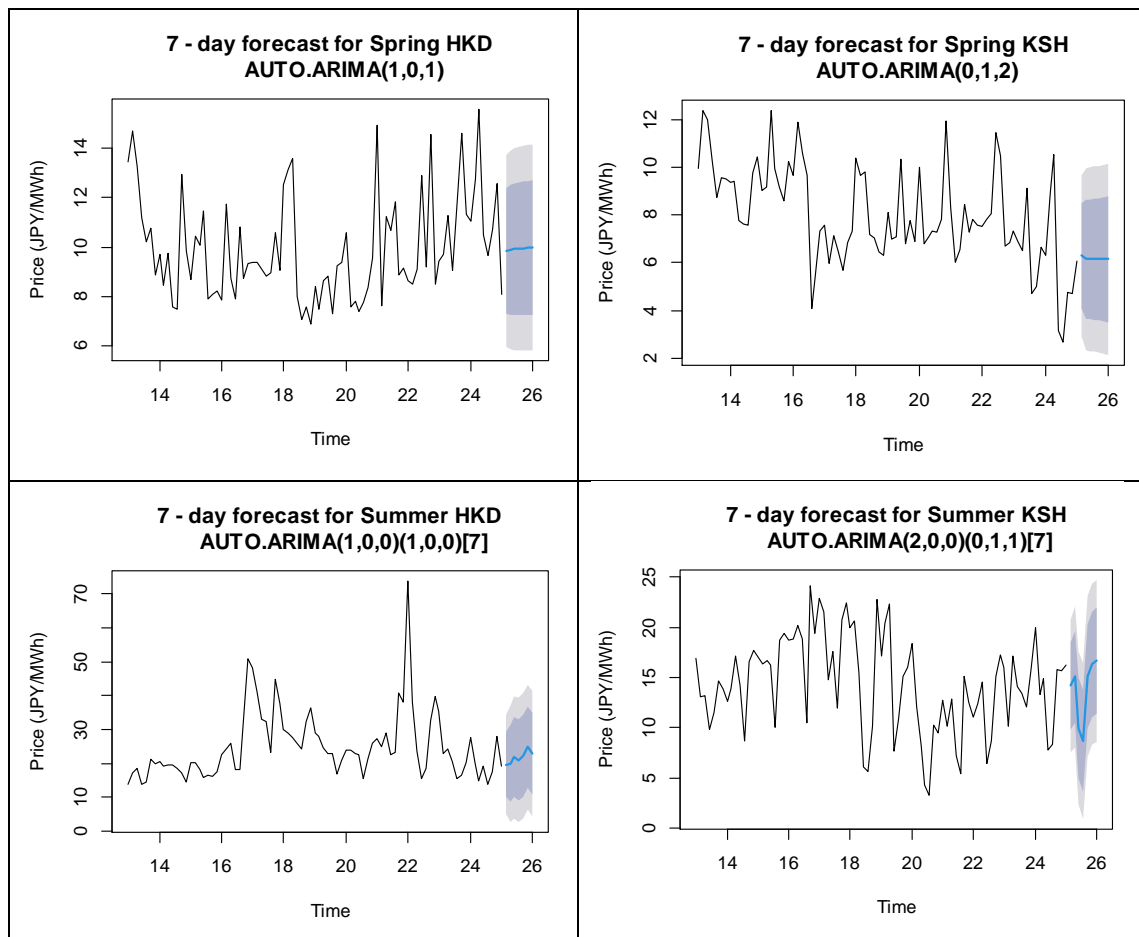 7 - day forecast for Spring HKD
AUTO.ARIMA(1,0,1)
Price (JPY/MWh)
14
12
10
8
6
14 16 18 20 22 24 26
Time
7 - day forecast for Spring KSH
AUTO.ARIMA(0,1,2)
Price (JPY/MWh)
12
10
8
6
4
2
14 16 18 20 22 24 26
Time
7 - day forecast for Summer HKD
AUTO.ARIMA(1,0,0)(1,0,0)[7]
Price (JPY/MWh)
70
50
30
10
0
14 16 18 20 22 24 26
Time
7 - day forecast for Summer KSH
AUTO.ARIMA(2,0,0)(0,1,1)[7]
Price (JPY/MWh)
25
20
15
10
5
0
14 16 18 20 22 24 26
Time